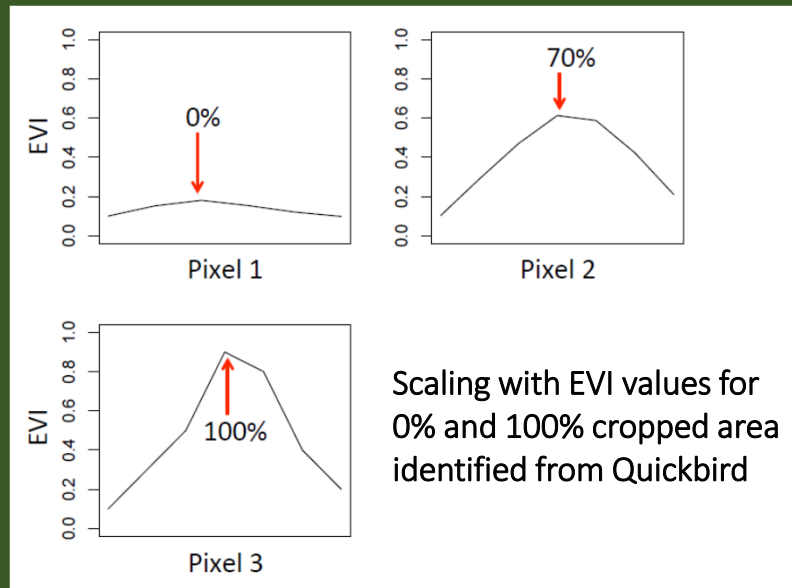 1.0
0.8
0.6
0.4
0.2
0.0
EVI
0%
Pixel 1
1.0
0.8
0.6
0.4
0.2
0.0
70%
Pixel 2
1.0
0.8
0.6
0.4
0.2
0.0
EVI
100%
Pixel 3
Scaling with EVI values for
0% and 100% cropped area
identified from Quickbird